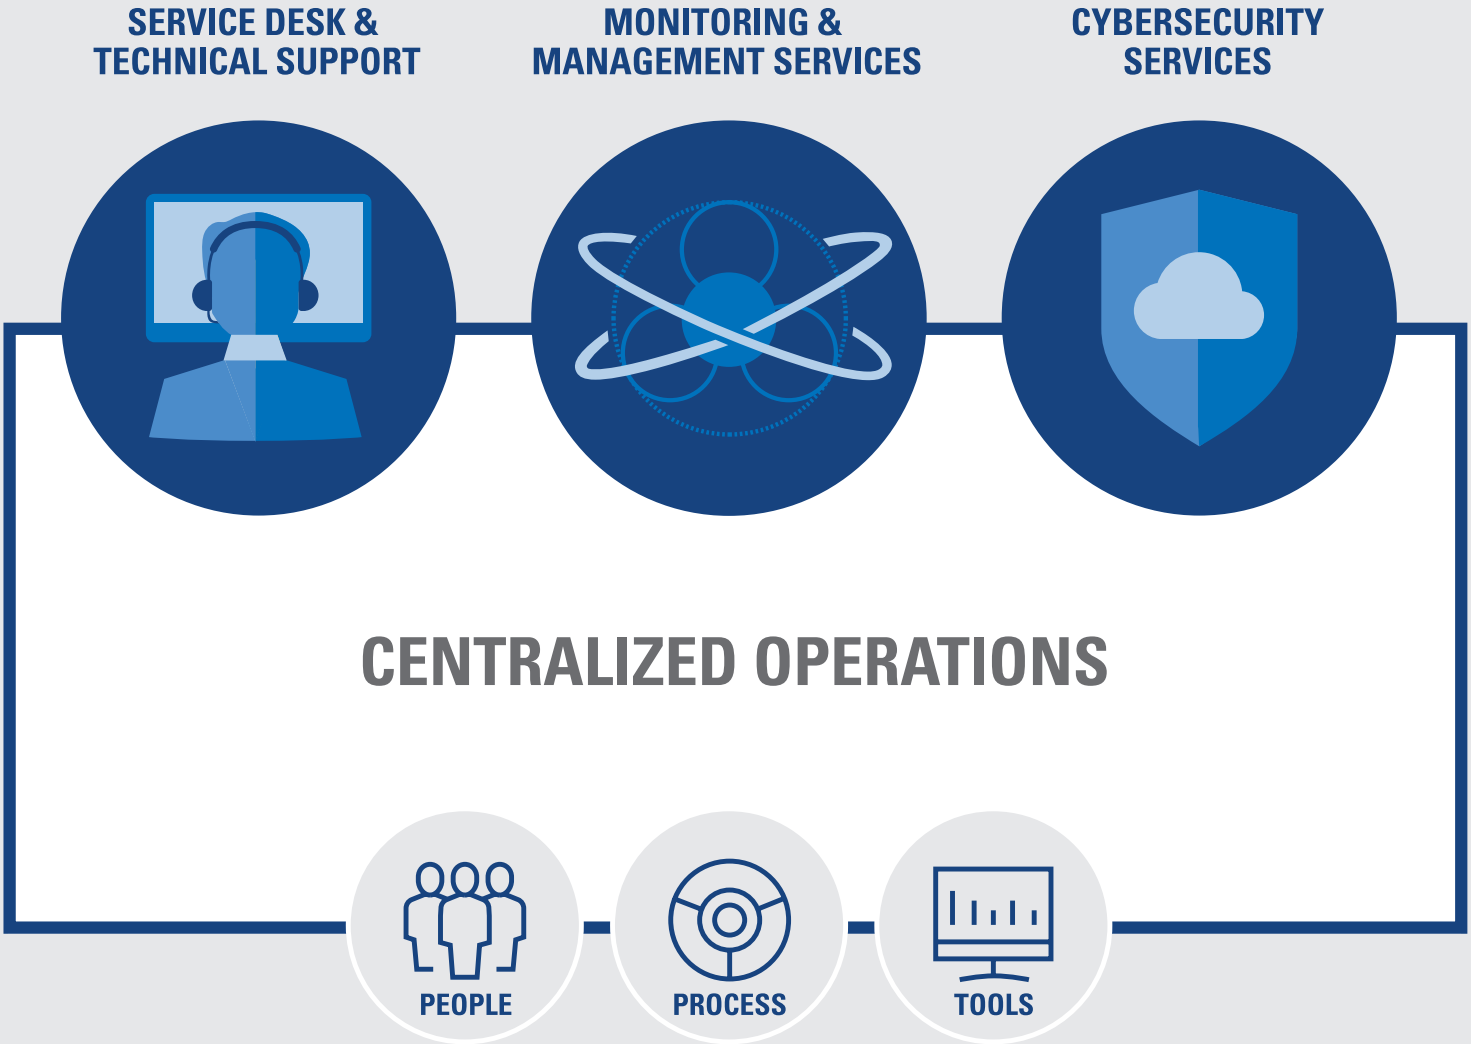 SERVICE DESK &
TECHNICAL SUPPORT
MONITORING &
MANAGEMENT SERVICES
CYBERSECURITY
SERVICES
CENTRALIZED OPERATIONS
PEOPLE
PROCESS
TOOLS